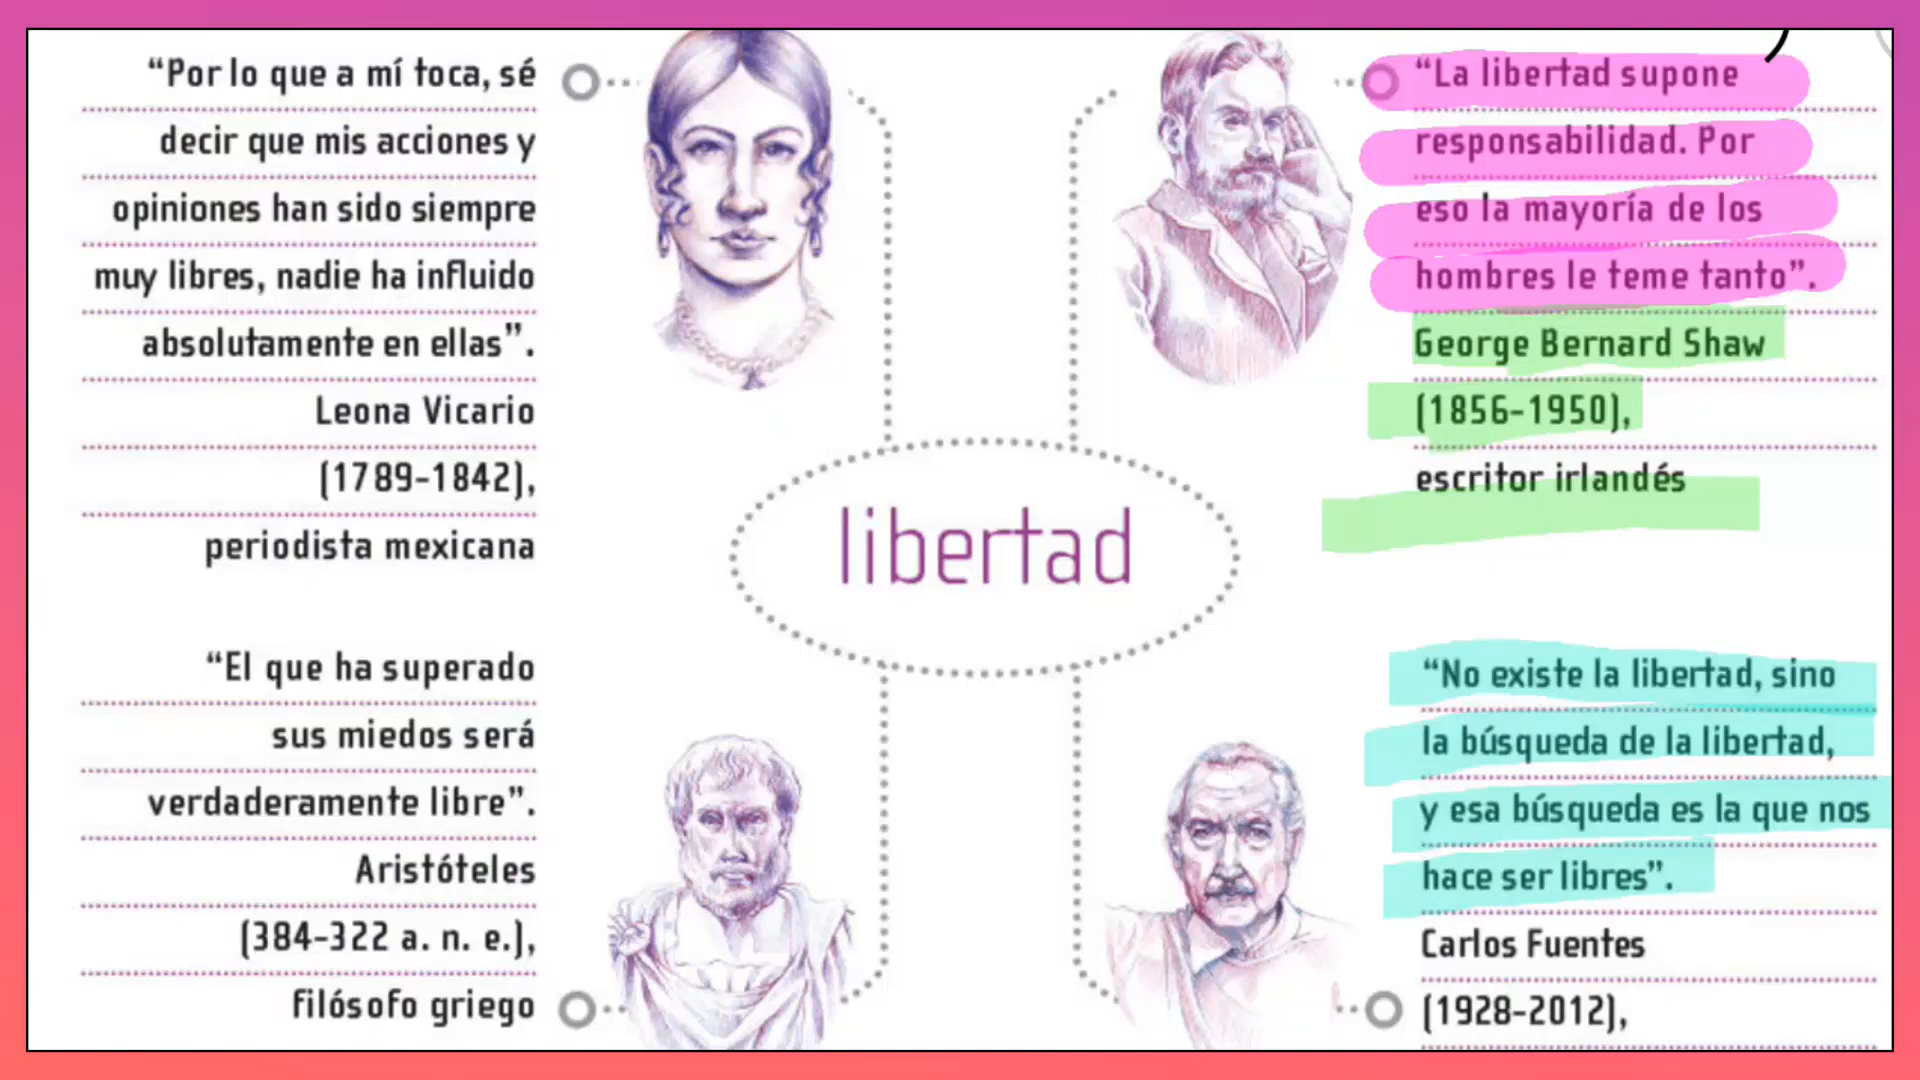 “Por lo que a mí toca, sé
decir que mis acciones y
opiniones han sido siempre
muy libres, nadie ha influido
absolutamente en ellas”.
Leona Vicario
(1789-1842),
periodista mexicana
“La libertad supone
responsabilidad. Por
eso la mayoría de los
hombres le teme tanto”.
George Bernard Shaw
(1856-1950),
escritor irlandés
libertad
“El que ha superado
sus miedos será
verdaderamente libre”.
Aristóteles
(384-322 a. n. e.),
filósofo griego
“No existe la libertad, sino
la búsqueda de la libertad,
y esa búsqueda es la que nos
hace ser libres”.
Carlos Fuentes
(1928-2012),